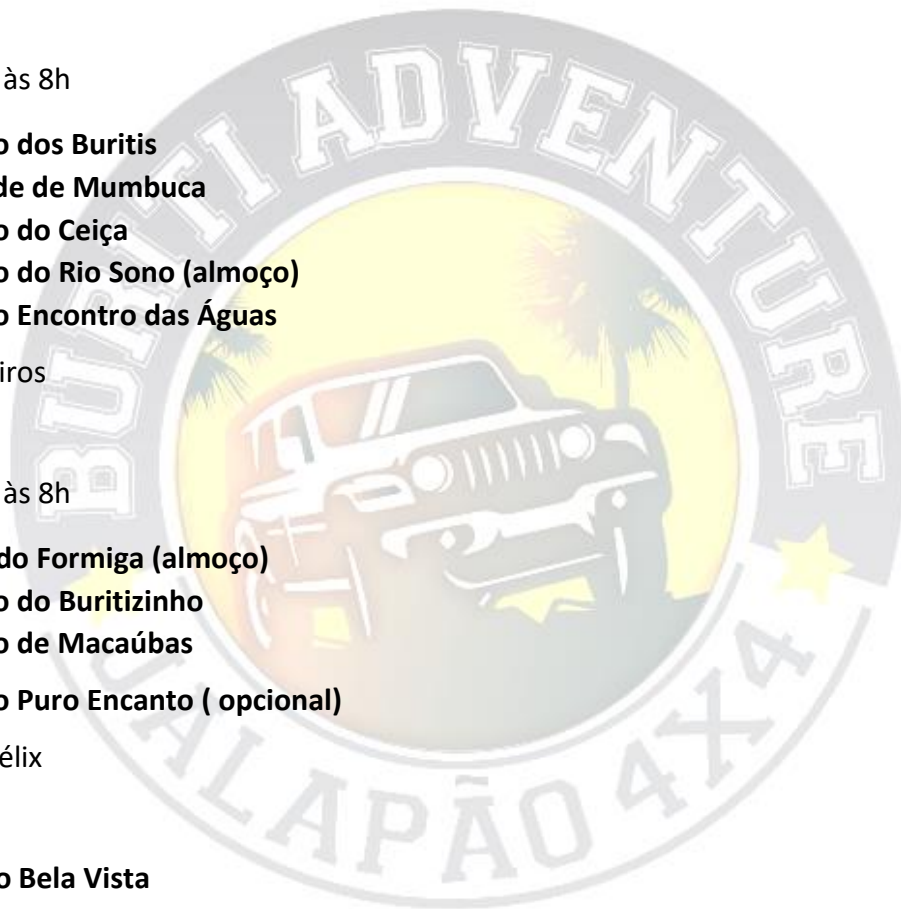 às 8h
o dos Buritis
de de Mumbuca
o do Ceiça
o do Rio Sono (almoço)
o Encontro das Águas
iros
às 8h
do Formiga (almoço)
o do Buritizinho
o de Macaúbas
o Puro Encanto ( opcional)
élix
o Bela Vista
BURITI ADVENTURE
JALAPÃO 4X4